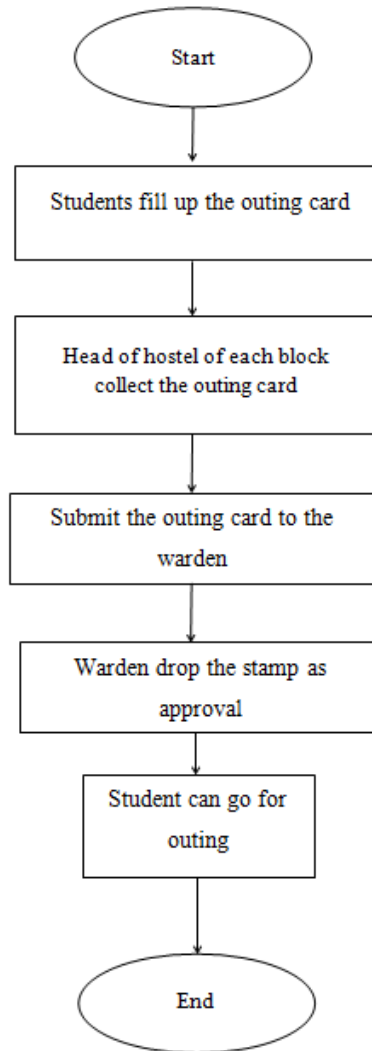 Start
Students fill up the outing card
Head of hostel of each block
collect the outing card
Submit the outing card to the
warden
Warden drop the stamp as
approval
Student can go for
outing
End